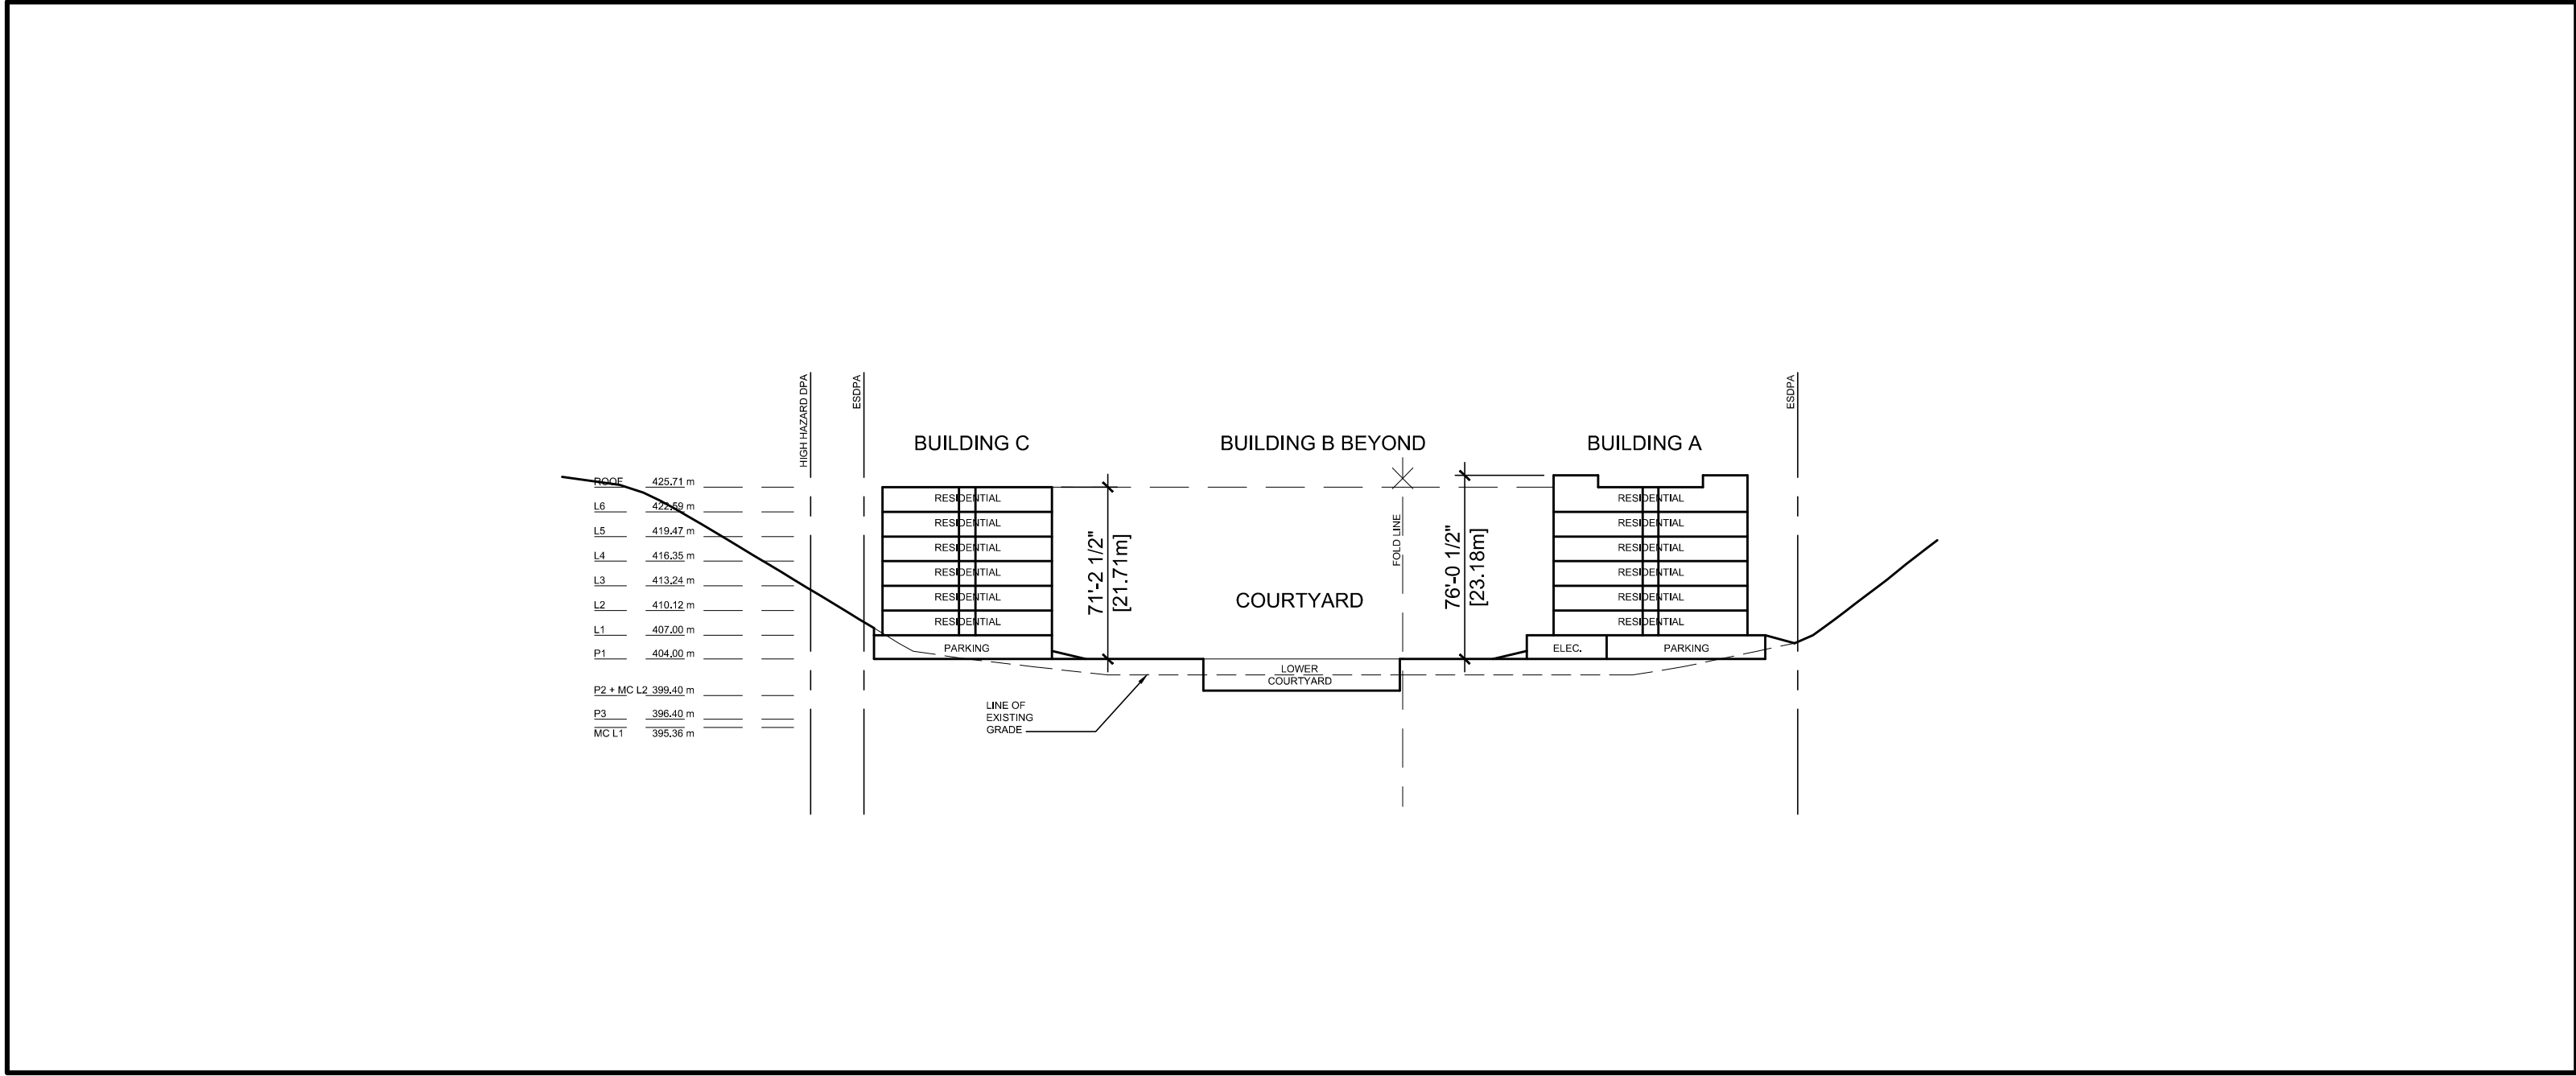 HIGH HAZARD DPA
ESDPA
ESDPA
BUILDING C
BUILDING B BEYOND
BUILDING A
ROOF 425.71 m
L6 422.59 m
L5 419.47 m
L4 416.35 m
L3 413.24 m
L2 410.12 m
L1 407.00 m
P1 404.00 m
P2 + MC L2 399.40 m
P3 396.40 m
MC L1 395.36 m
RESIDENTIAL
RESIDENTIAL
RESIDENTIAL
RESIDENTIAL
RESIDENTIAL
RESIDENTIAL
PARKING
71'-2 1/2"
[21.71m]
COURTYARD
FOLD LINE
76'-0 1/2"
[23.18m]
RESIDENTIAL
RESIDENTIAL
RESIDENTIAL
RESIDENTIAL
RESIDENTIAL
RESIDENTIAL
ELEC.
PARKING
LOWER
COURTYARD
LINE OF
EXISTING
GRADE